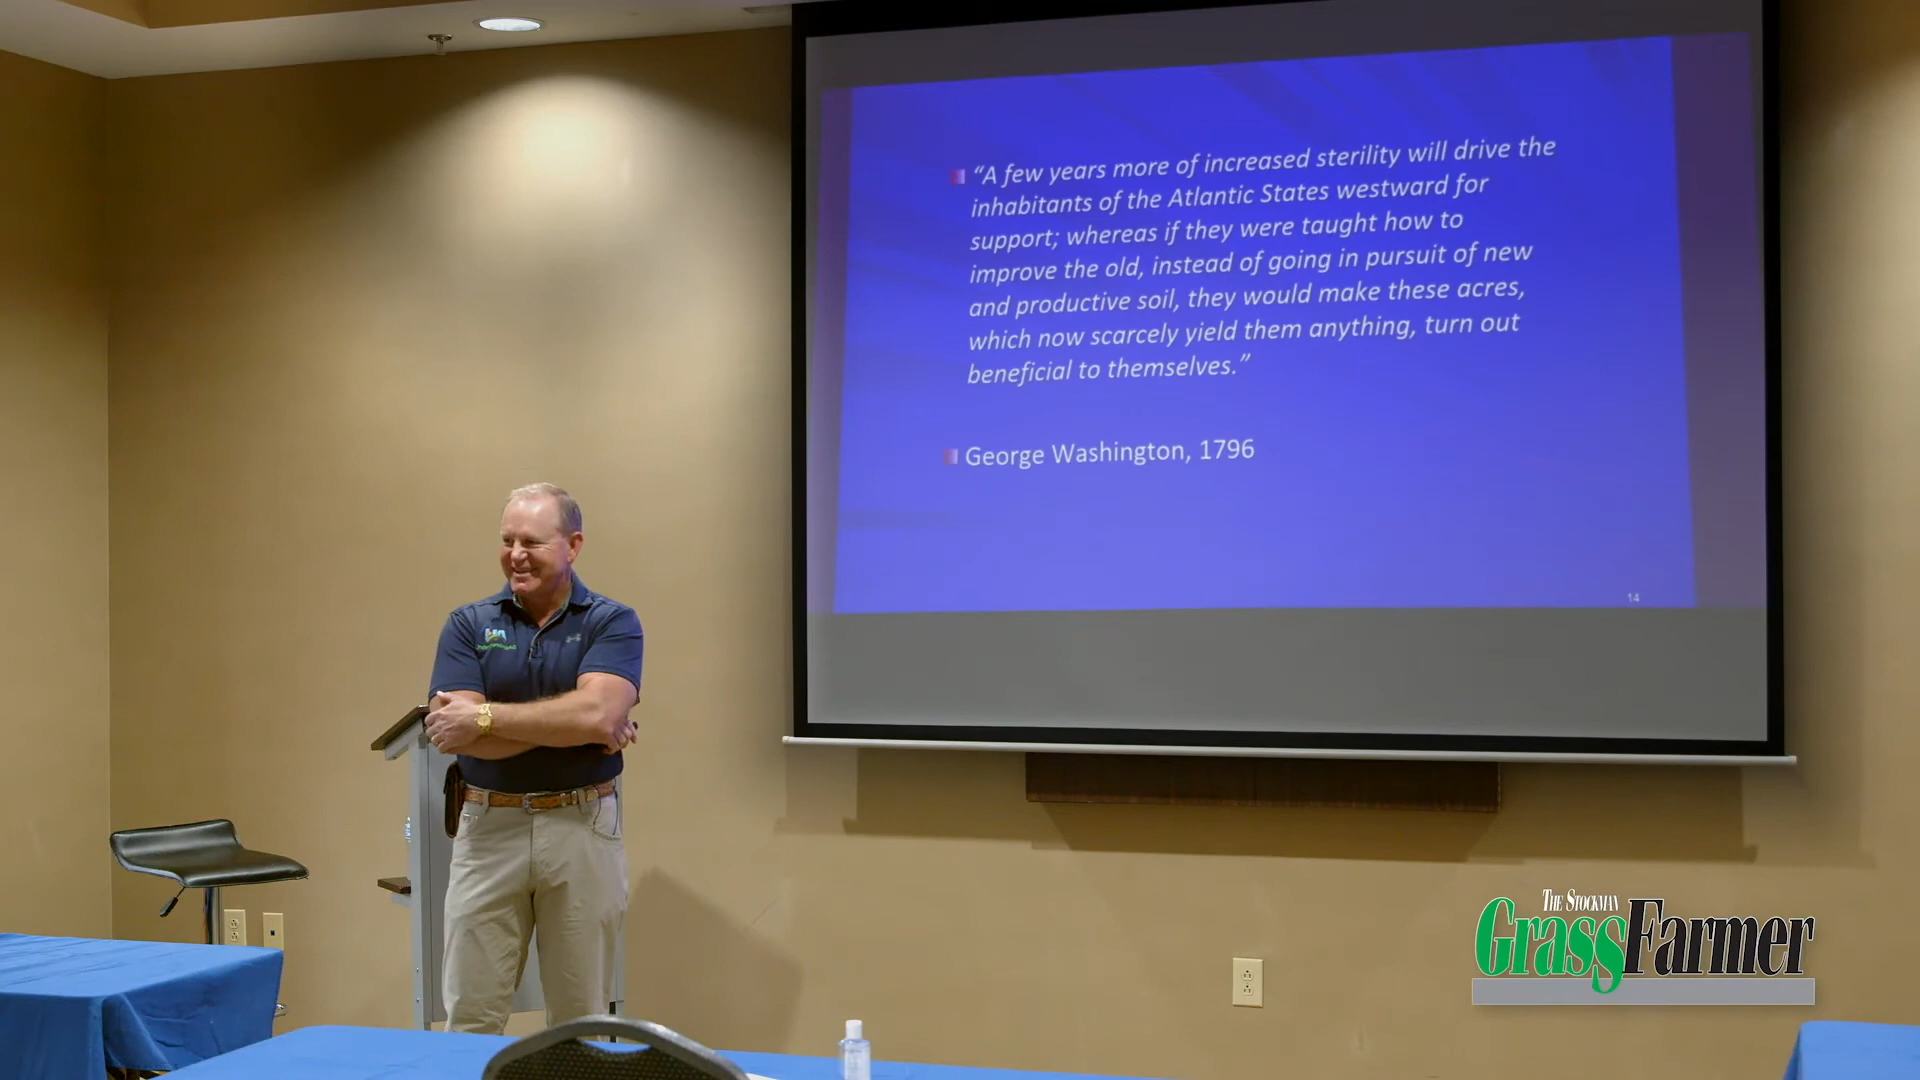 "A few years more of increased sterility will drive the
inhabitants of the Atlantic States westward for
support; whereas if they were taught how to
improve the old, instead of going in pursuit of new
and productive soil, they would make these acres,
which now scarcely yield them anything, turn out
beneficial to themselves."
George Washington, 1796
14
The Stockman
GrassFarmer